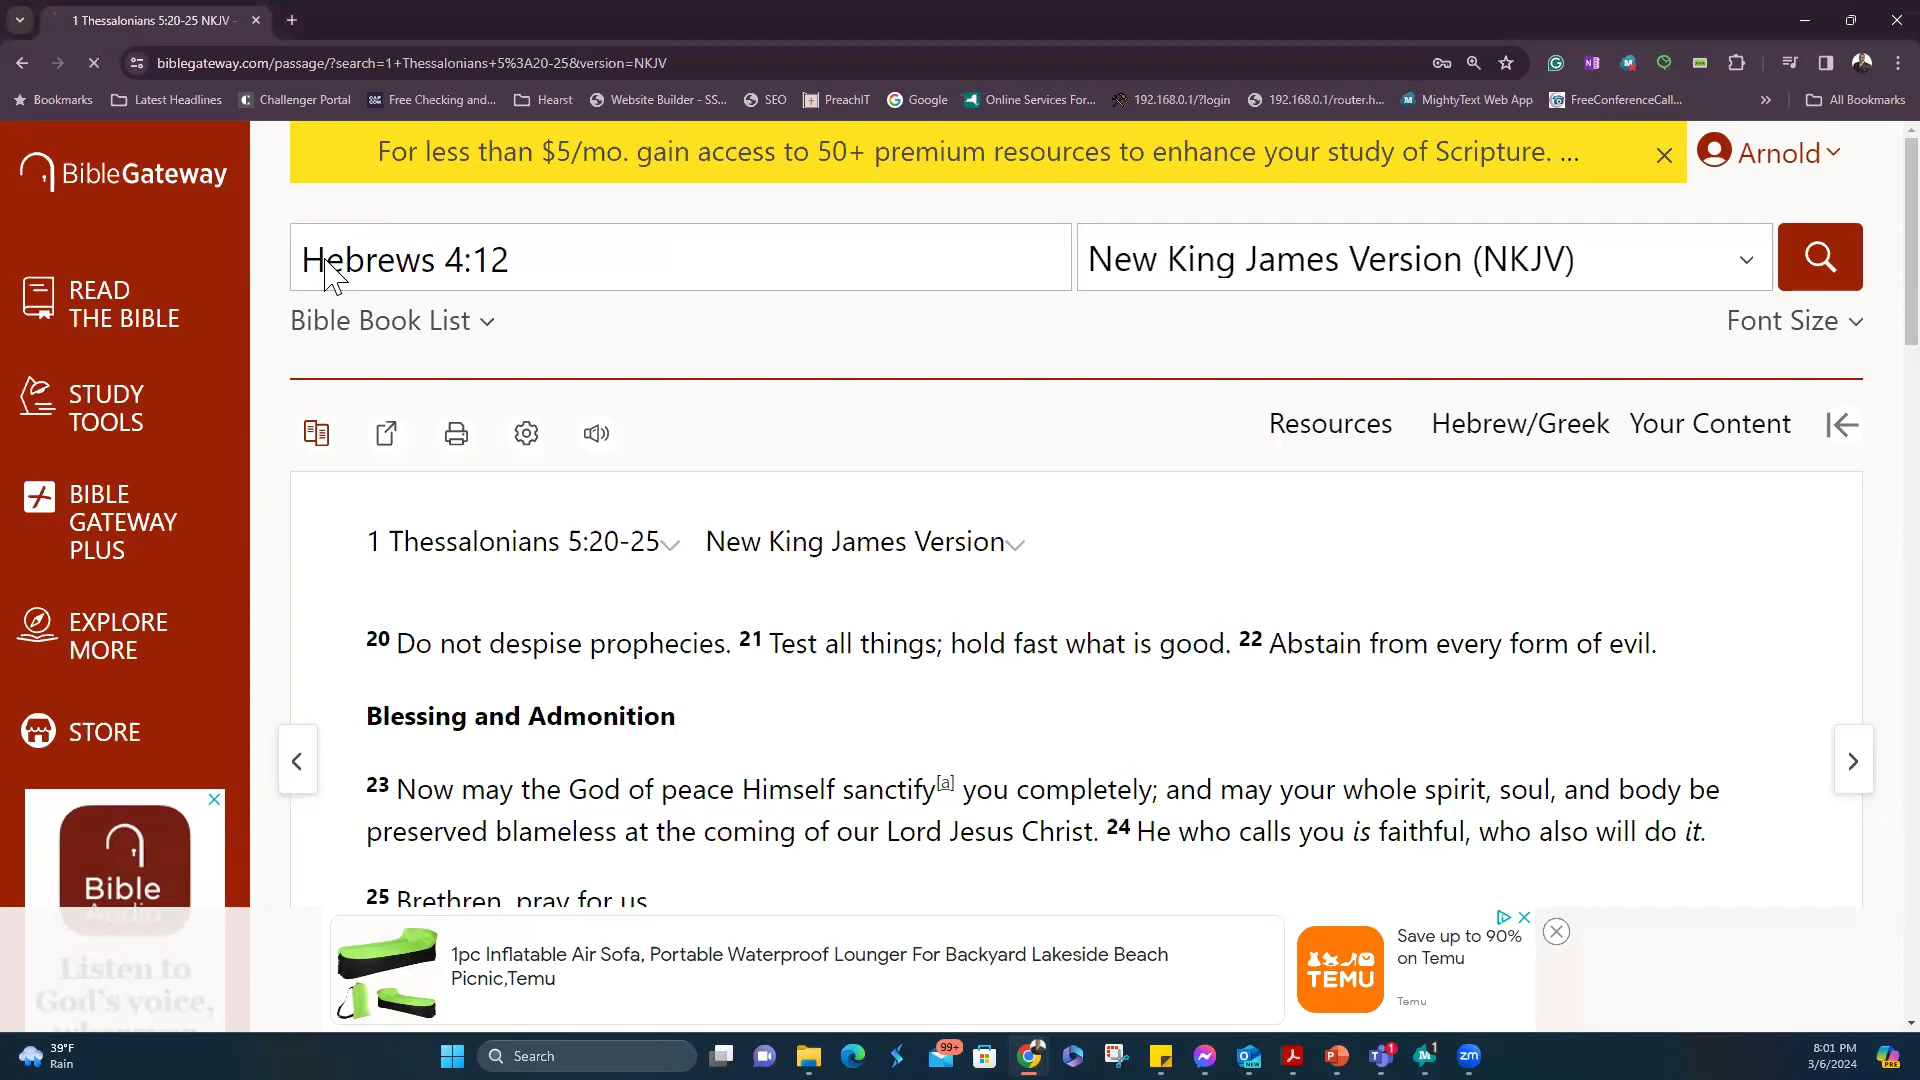 1 Thessalonians 5:20-25 NKJV -
biblegateway.com/passage/?search=1+Thessalonians+5%3A20-25&version=NKJV
Bookmarks Latest Headlines Challenger Portal Free Checking and... Hearst Website Builder - SS... SEO PreachIT Google Online Services For... 192.168.0.1/?login 192.168.0.1/router.h... MightyText Web App FreeConferenceCall... » All Bookmarks
BibleGateway
For less than $5/mo. gain access to 50+ premium resources to enhance your study of Scripture. ...
Arnold
Hebrews 4:12
New King James Version (NKJV)
Bible Book List
Font Size
READ
THE BIBLE
STUDY
TOOLS
BIBLE
GATEWAY
PLUS
EXPLORE
MORE
STORE
Resources Hebrew/Greek Your Content
1 Thessalonians 5:20-25 New King James Version
20 Do not despise prophecies. 21 Test all things; hold fast what is good. 22 Abstain from every form of evil.
Blessing and Admonition
23 Now may the God of peace Himself sanctify[a] you completely; and may your whole spirit, soul, and body be
preserved blameless at the coming of our Lord Jesus Christ. 24 He who calls you is faithful, who also will do it.
25 Brethren, pray for us.
Bible
Audio
Listen to
God's voice,
1pc Inflatable Air Sofa, Portable Waterproof Lounger For Backyard Lakeside Beach
Picnic,Temu
TEMU
Save up to 90%
on Temu
Temu
39°F
Rain
Search
99+
NEW
1
1
zm
8:01 PM
3/6/2024
PRE